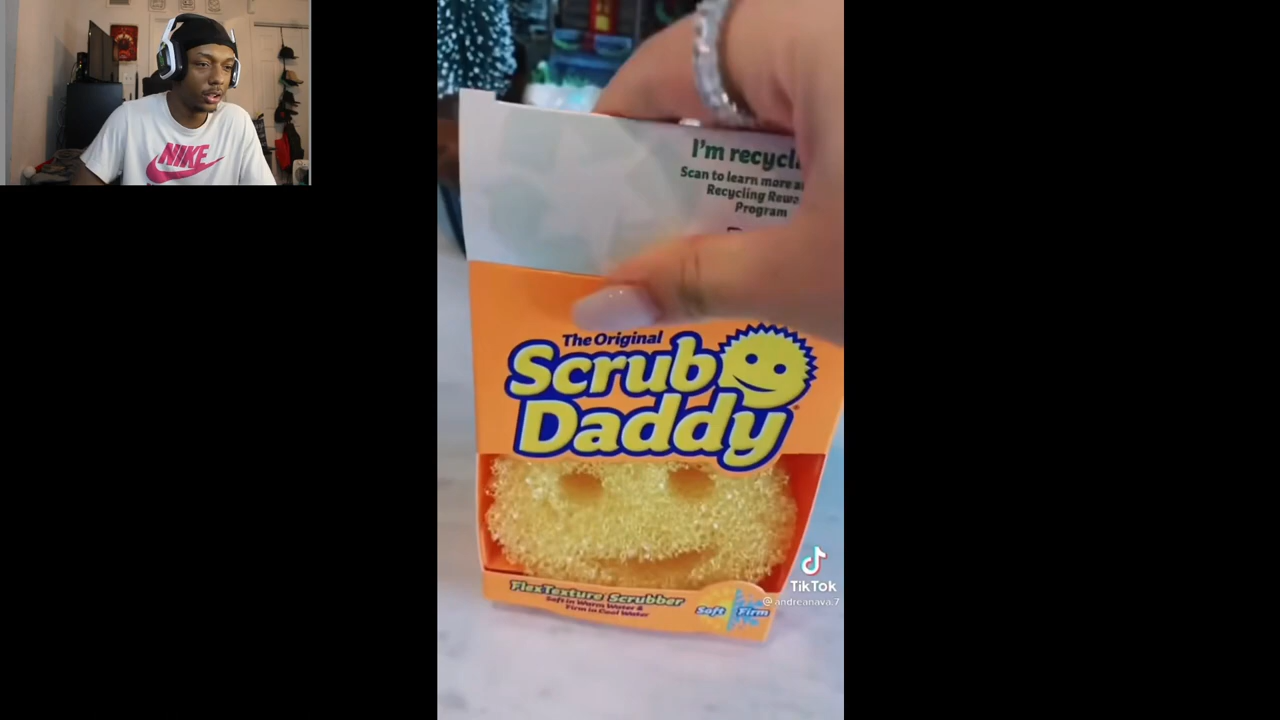 NIKE
I'm recycl
Scan to learn more a
Recycling Rewa
Program
The Original
Scrub
Daddy
FlexTexture Scrubber
Soft in Warm Water &
Firm in Cool Water
Soft Firm
TikTok
@andreanava.7